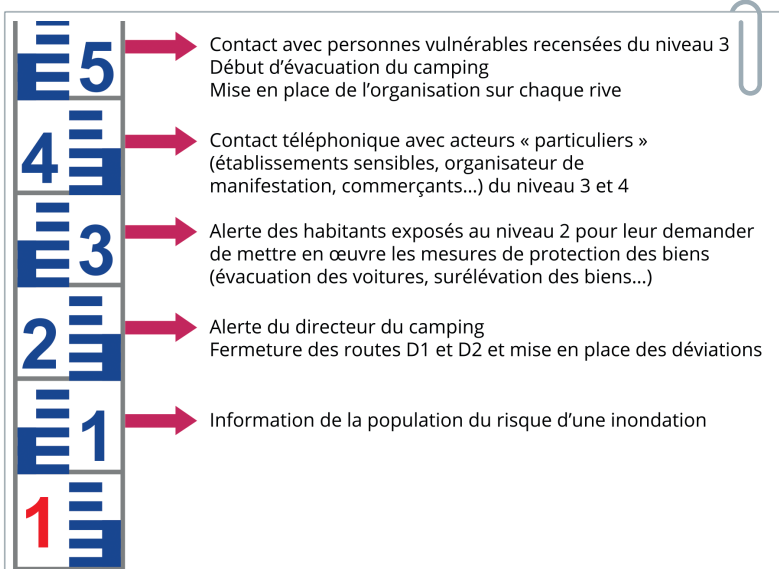 5
Contact avec personnes vulnérables recensées du niveau 3
Début d’évacuation du camping
Mise en place de l’organisation sur chaque rive
4
Contact téléphonique avec acteurs « particuliers »
(établissements sensibles, organisateur de
manifestation, commerçants...) du niveau 3 et 4
3
Alerte des habitants exposés au niveau 2 pour leur demander
de mettre en œuvre les mesures de protection des biens
(évacuation des voitures, surélévation des biens...)
2
Alerte du directeur du camping
Fermeture des routes D1 et D2 et mise en place des déviations
1
Information de la population du risque d’une inondation
1